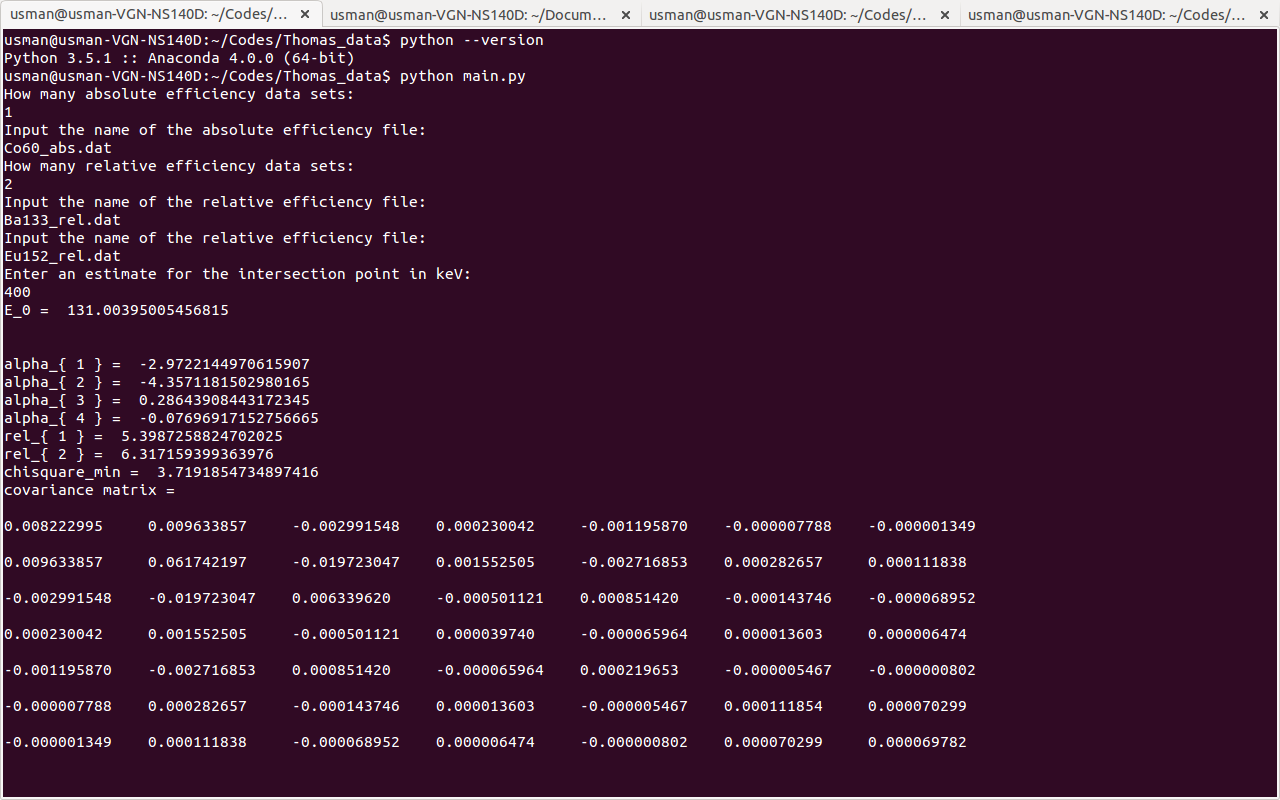 usman@usman-VGN-NS140D: ~/Codes/... × usman@usman-VGN-NS140D: ~/Docum... × usman@usman-VGN-NS140D: ~/Codes/... × usman@usman-VGN-NS140D: ~/Codes/... ×
usman@usman-VGN-NS140D:~/Codes/Thomas_data$ python --version
Python 3.5.1 :: Anaconda 4.0.0 (64-bit)
usman@usman-VGN-NS140D:~/Codes/Thomas_data$ python main.py
How many absolute efficiency data sets:
1
Input the name of the absolute efficiency file:
Co60_abs.dat
How many relative efficiency data sets:
2
Input the name of the relative efficiency file:
Ba133_rel.dat
Input the name of the relative efficiency file:
Eu152_rel.dat
Enter an estimate for the intersection point in keV:
400
E_0 =  131.00395005456815
alpha_{ 1 } =  -2.9722144970615907
alpha_{ 2 } =  -4.3571181502980165
alpha_{ 3 } =  0.28643908443172345
alpha_{ 4 } =  -0.07696917152756665
rel_{ 1 } =  5.3987258824702025
rel_{ 2 } =  6.317159399363976
chisquare_min =  3.7191854734897416
covariance matrix =
0.008222995 0.009633857 -0.002991548 0.000230042 -0.001195870 -0.000007788 -0.000001349
0.009633857 0.061742197 -0.019723047 0.001552505 -0.002716853 0.000282657 0.000111838
-0.002991548 -0.019723047 0.006339620 -0.000501121 0.000851420 -0.000143746 -0.000068952
0.000230042 0.001552505 -0.000501121 0.000039740 -0.000065964 0.000013603 0.000006474
-0.001195870 -0.002716853 0.000851420 -0.000065964 0.000219653 -0.000005467 -0.000000802
-0.000007788 0.000282657 -0.000143746 0.000013603 -0.000005467 0.000111854 0.000070299
-0.000001349 0.000111838 -0.000068952 0.000006474 -0.000000802 0.000070299 0.000069782